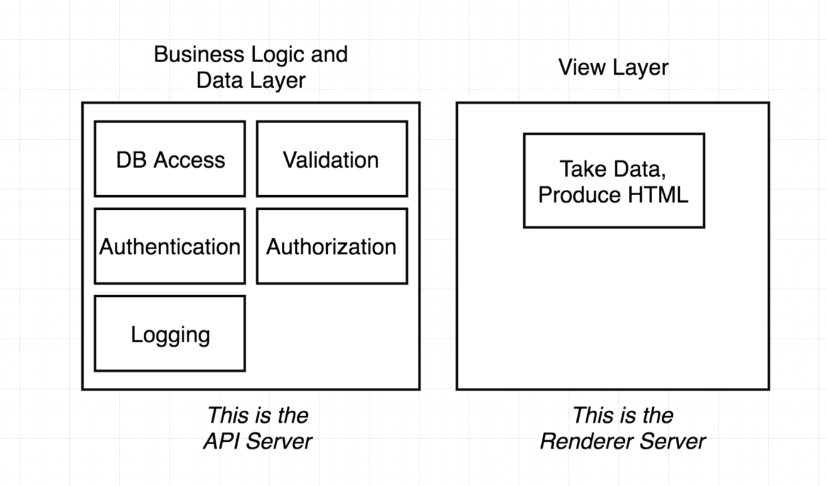 Business Logic and
Data Layer
DB Access
Validation
Authentication
Authorization
Logging
This is the
API Server
View Layer
Take Data,
Produce HTML
This is the
Renderer Server